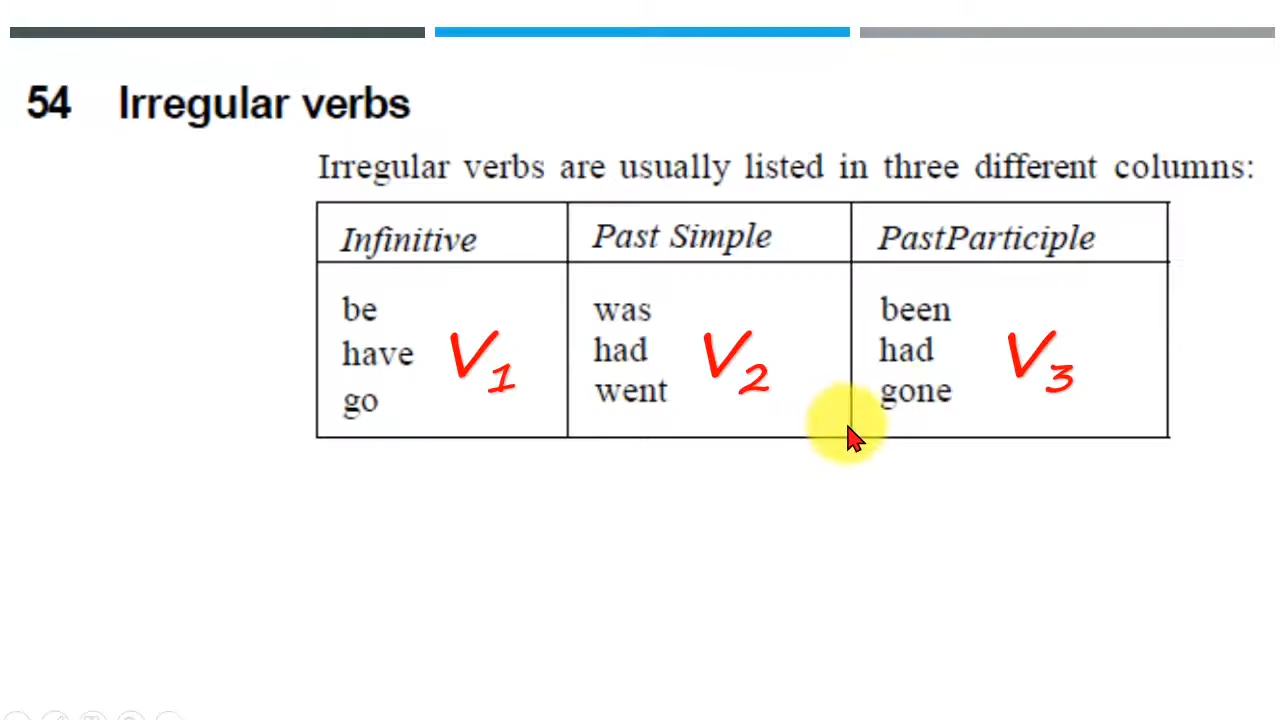 54 Irregular verbs
Irregular verbs are usually listed in three different columns:
Infinitive Past Simple PastParticiple
be was been
have had had
go went gone
V1 V2 V3